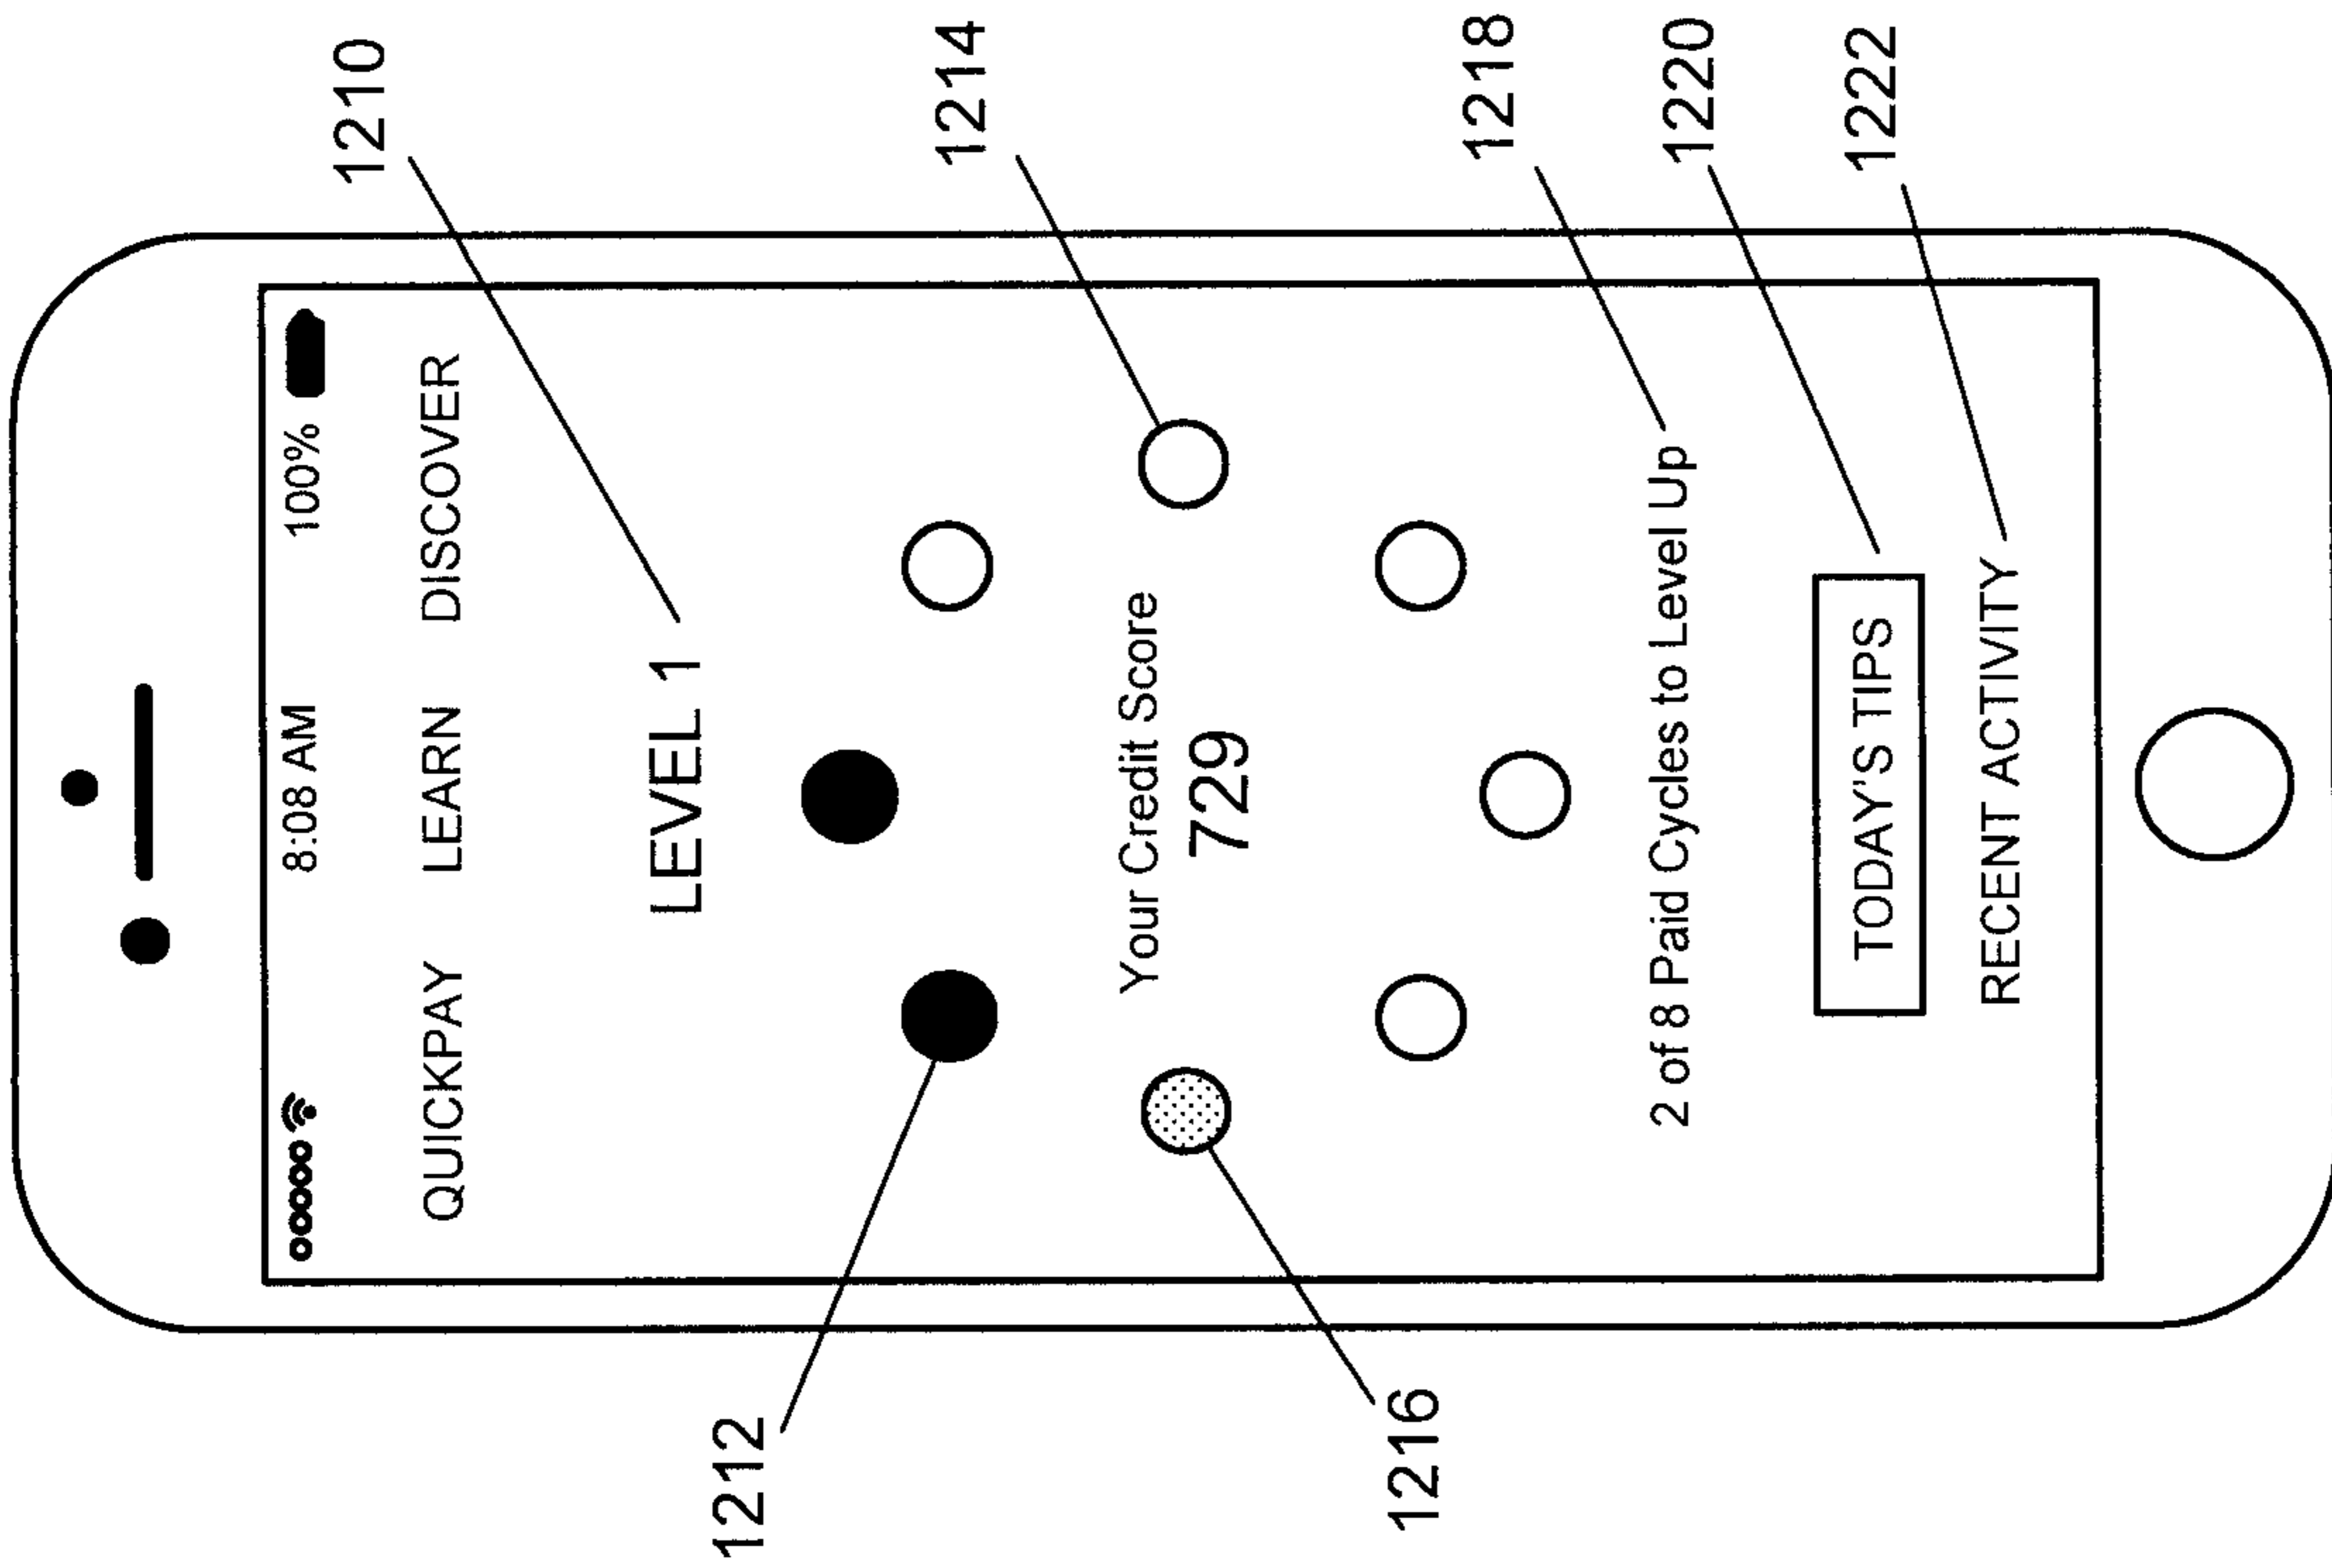 8:08 AM 100%
QUICKPAY LEARN DISCOVER
LEVEL 1
1210
1212
1214
Your Credit Score
729
1216
2 of 8 Paid Cycles to Level Up
1218
TODAY'S TIPS
1220
RECENT ACTIVITY
1222